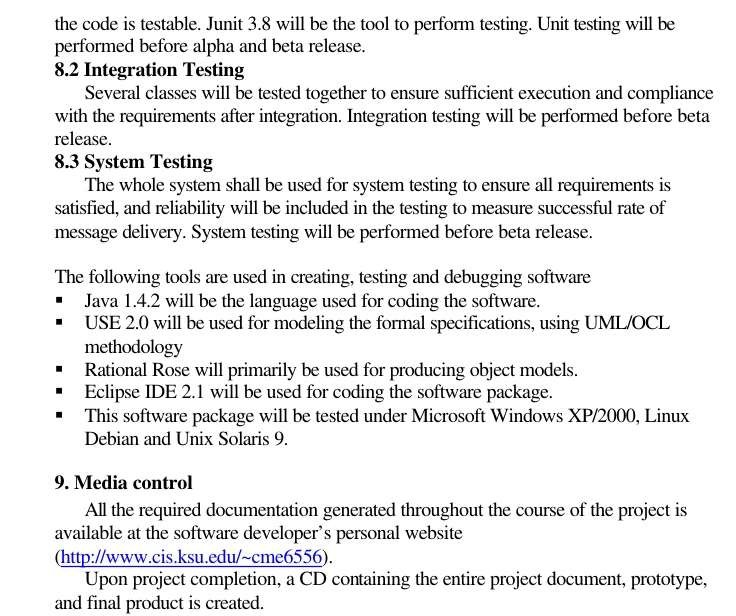 the code is testable. Junit 3.8 will be the tool to perform testing. Unit testing will be
performed before alpha and beta release.
8.2 Integration Testing
Several classes will be tested together to ensure sufficient execution and compliance
with the requirements after integration. Integration testing will be performed before beta
release.
8.3 System Testing
The whole system shall be used for system testing to ensure all requirements is
satisfied, and reliability will be included in the testing to measure successful rate of
message delivery. System testing will be performed before beta release.
The following tools are used in creating, testing and debugging software
▪ Java 1.4.2 will be the language used for coding the software.
▪ USE 2.0 will be used for modeling the formal specifications, using UML/OCL
methodology
▪ Rational Rose will primarily be used for producing object models.
▪ Eclipse IDE 2.1 will be used for coding the software package.
▪ This software package will be tested under Microsoft Windows XP/2000, Linux
Debian and Unix Solaris 9.
9. Media control
All the required documentation generated throughout the course of the project is
available at the software developer’s personal website
(http://www.cis.ksu.edu/~cme6556).
Upon project completion, a CD containing the entire project document, prototype,
and final product is created.